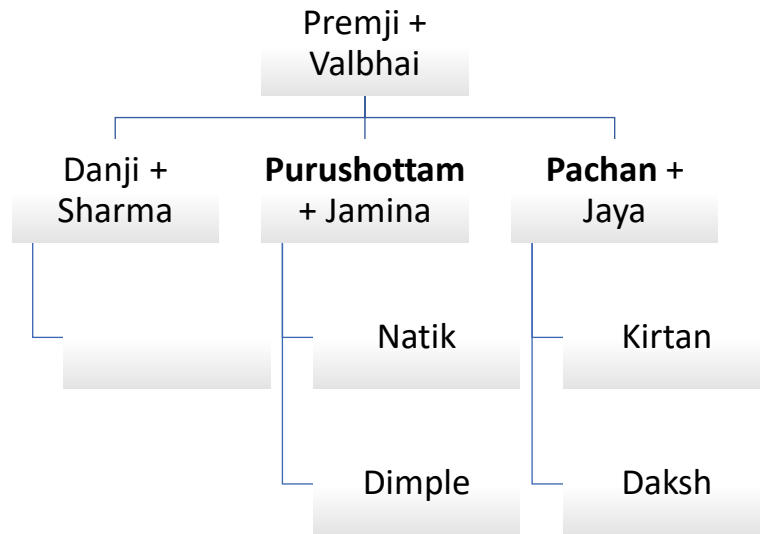 Premji +
Valbhai
Danji +
Sharma
Purushottam
+ Jamina
Pachan +
Jaya
Natik
Kirtan
Dimple
Daksh